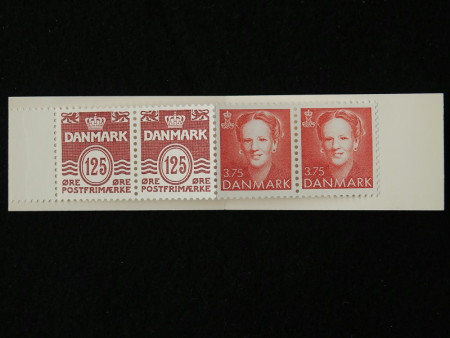 DANMARK
125
ØRE ØRE
POSTFRIMÆRKE
DANMARK
125
ØRE ØRE
POSTFRIMÆRKE
3.75
DANMARK
3.75
DANMARK